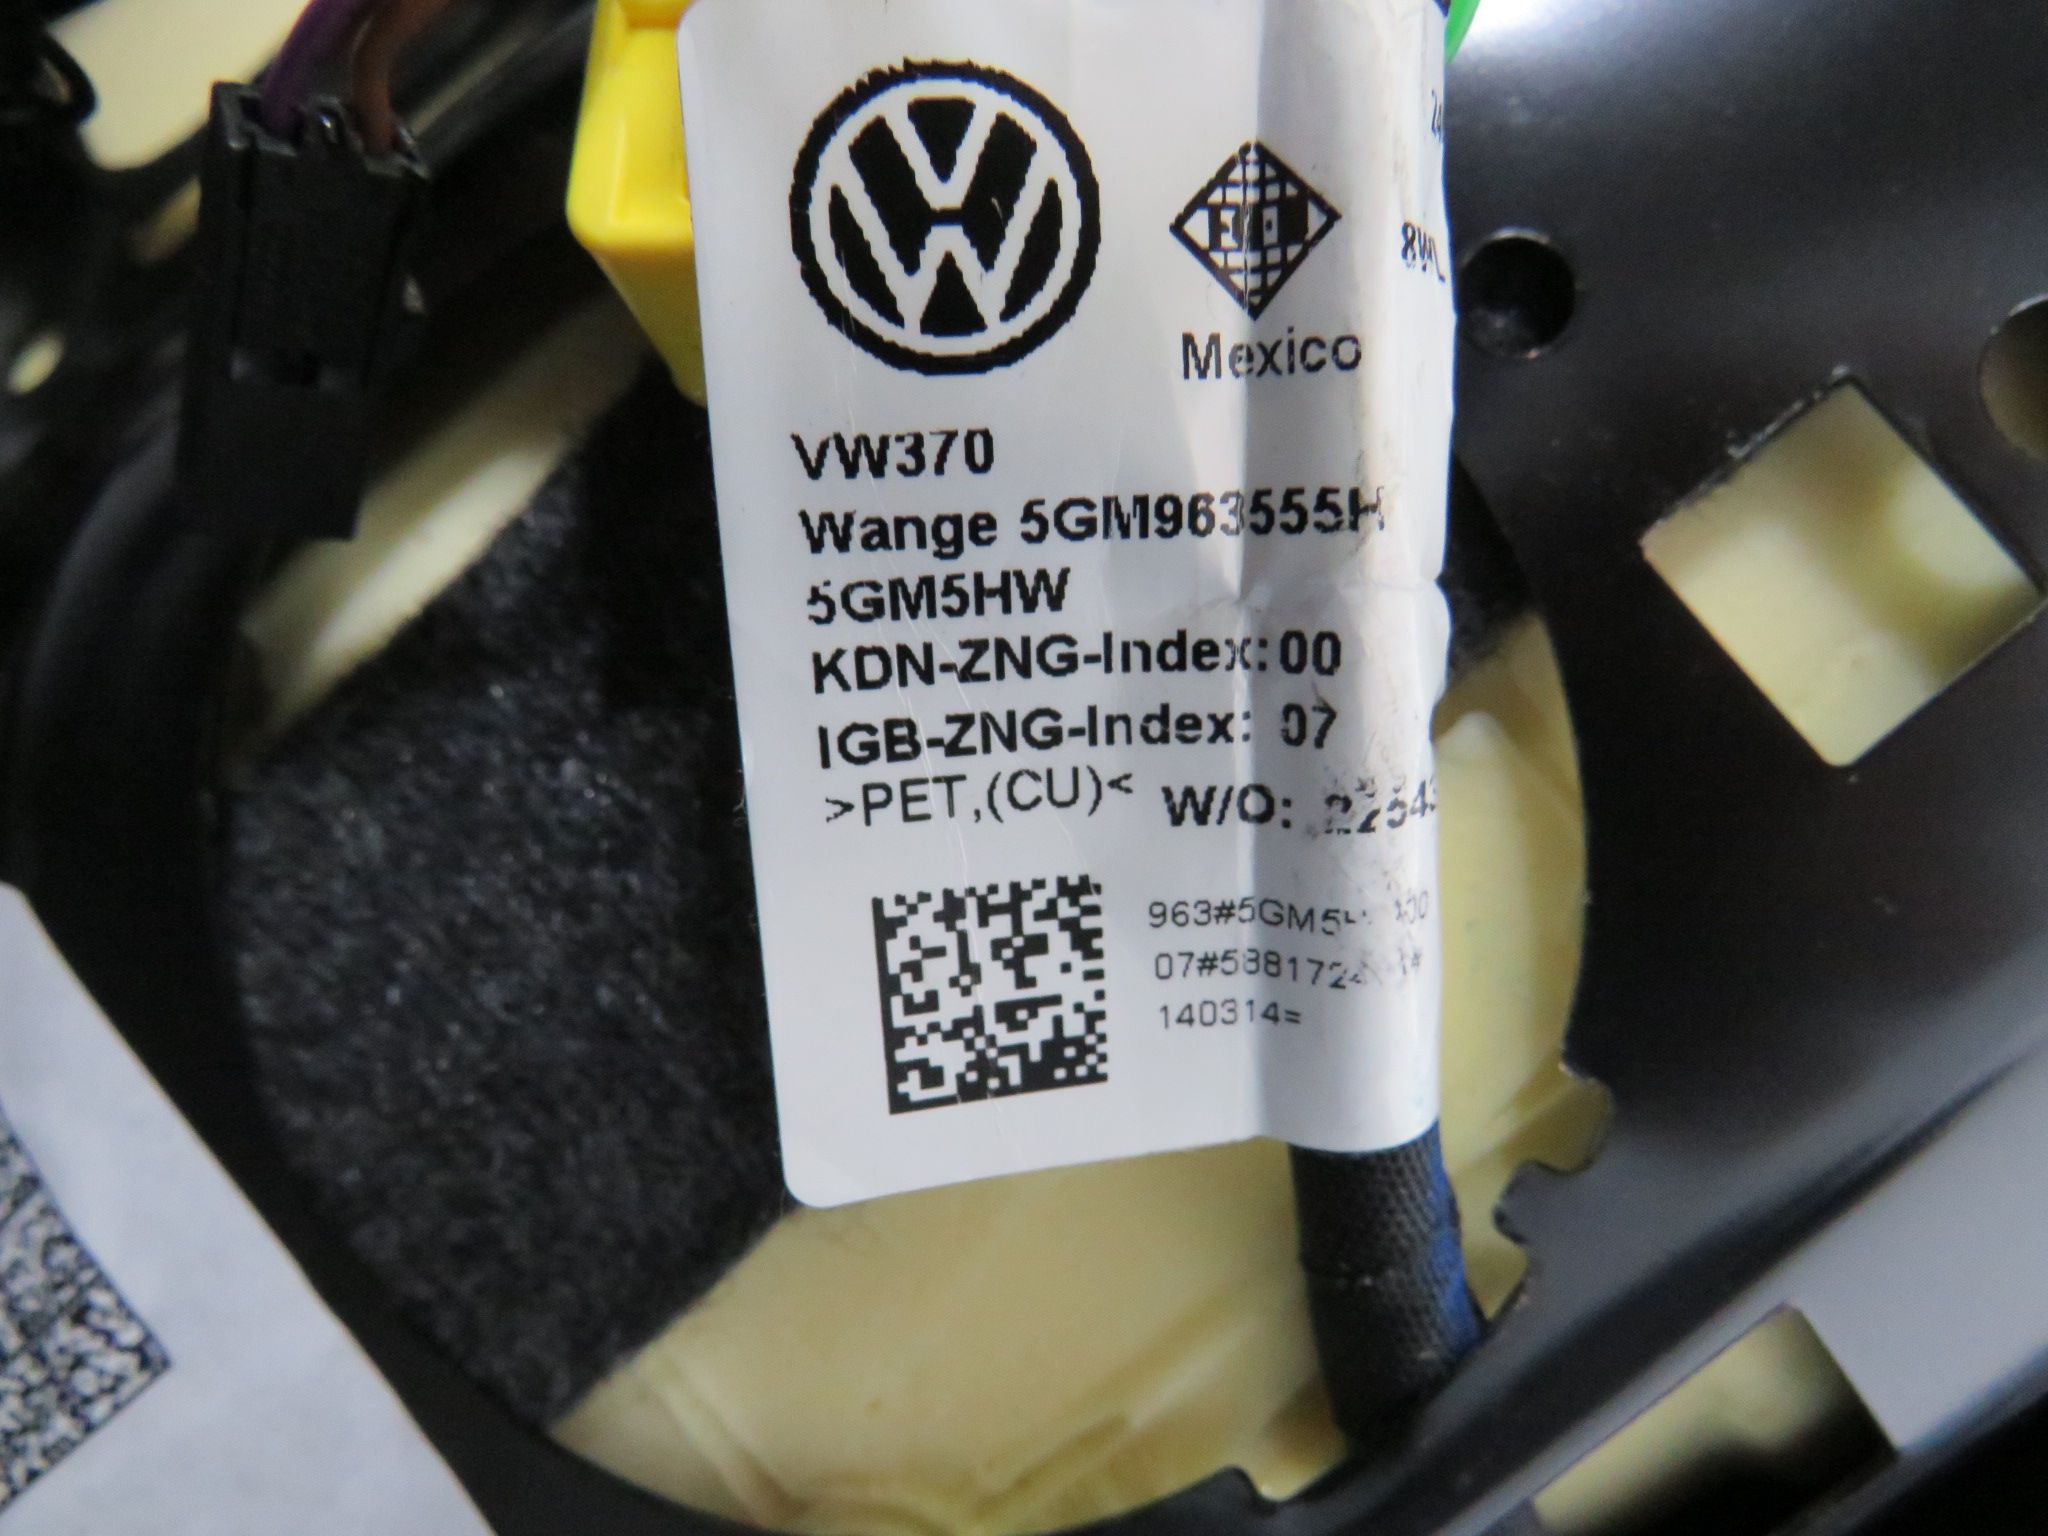 Mexico
VW370
Wange 5GM963555H
5GM5HW
KDN-ZNG-Index: 00
IGB-ZNG-Index: 07
>PET,(CU)< W/O:
140314=